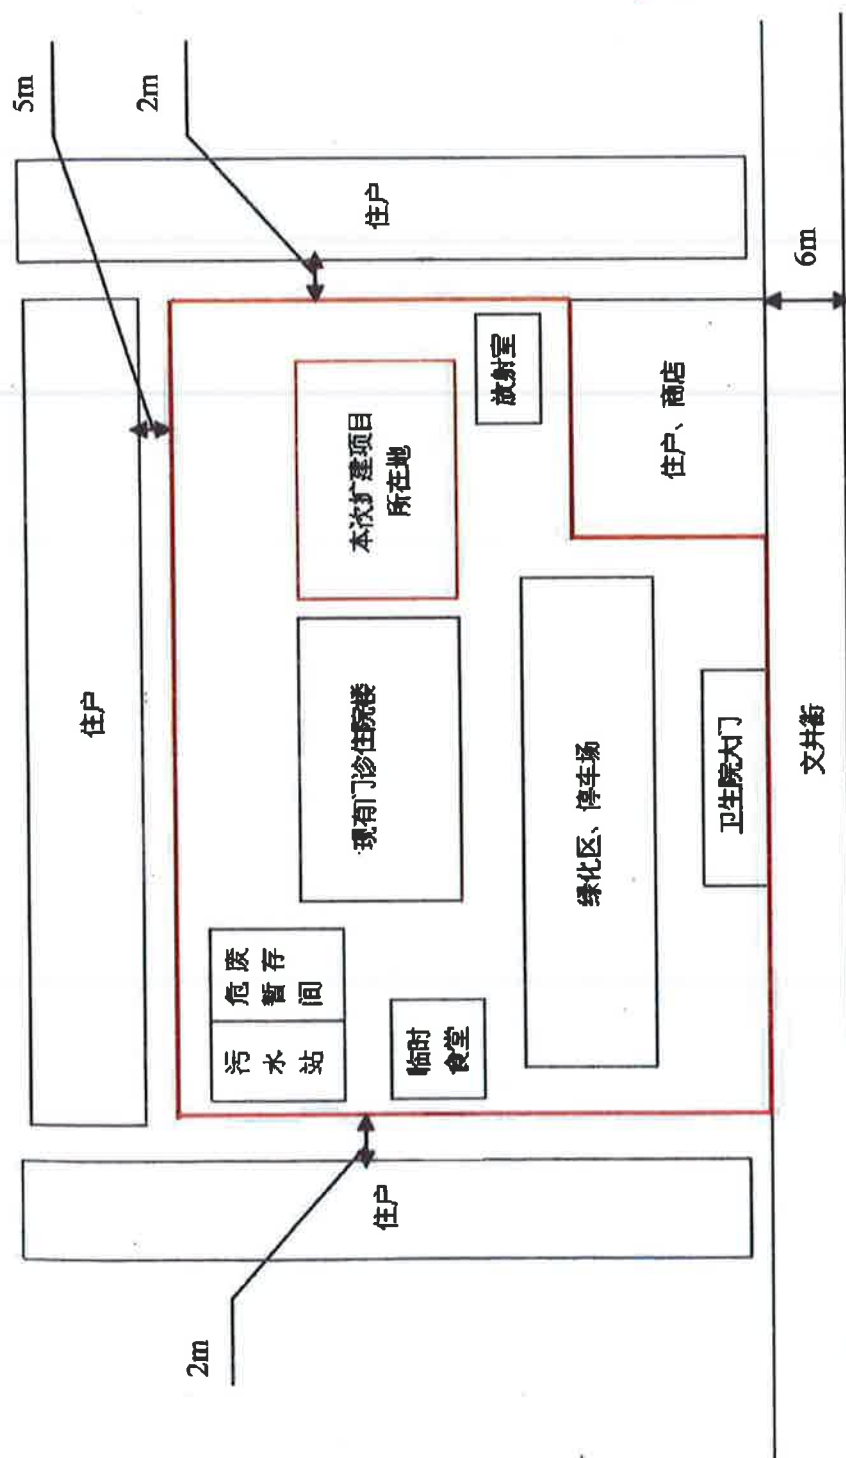 5m
2m
2m
住户
住户
住户
污
水
站
危废
暂存
间
现有门诊住院楼
本次扩建项目
所在地
临时
食堂
放射室
绿化区、停车场
住户、商店
卫生院大门
文井街
6m